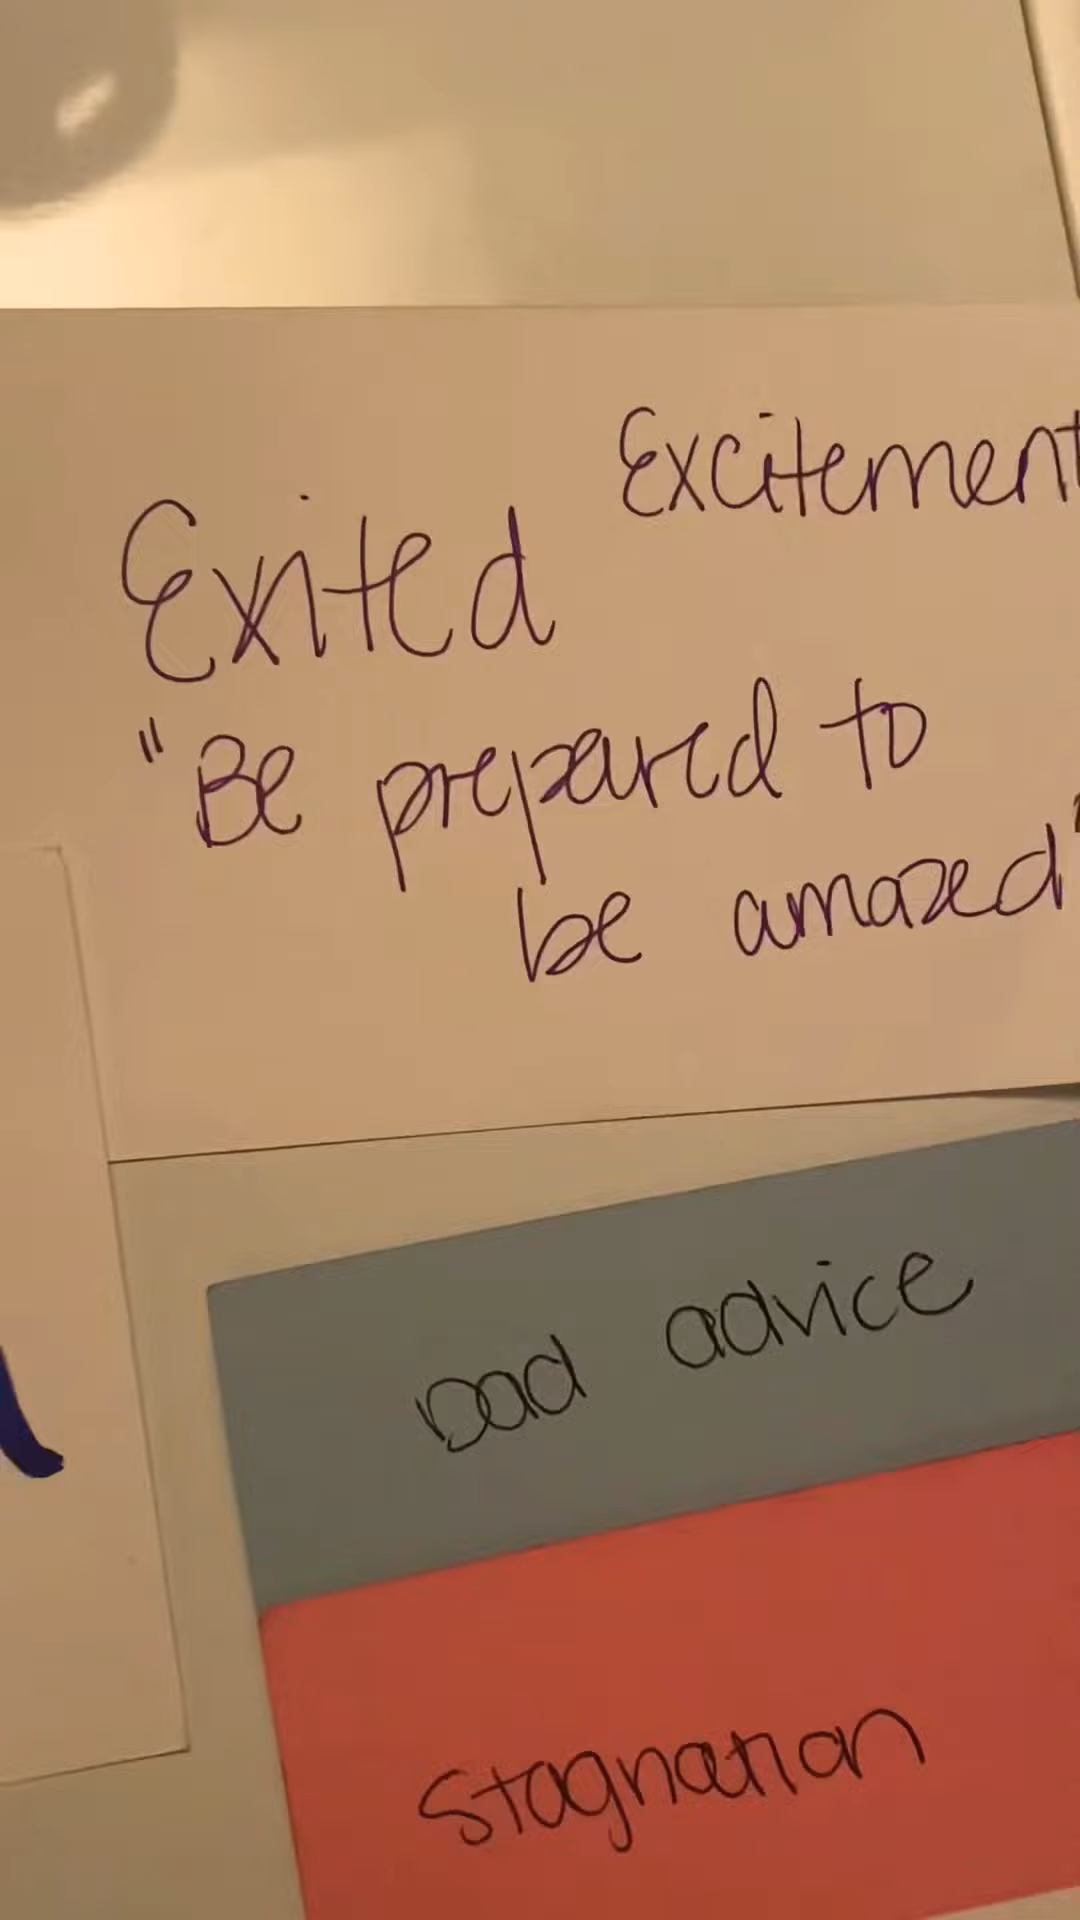 Excitement
Exited
"Be prepared to
be amazed"
Dad advice
Stagnation